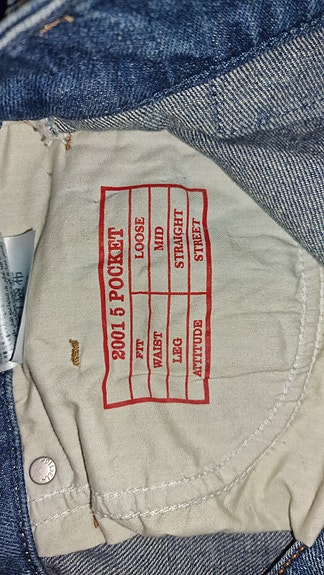 2001 5 POCKET
FIT LOOSE
WAIST MID
LEG STRAIGHT
ATTITUDE STREET